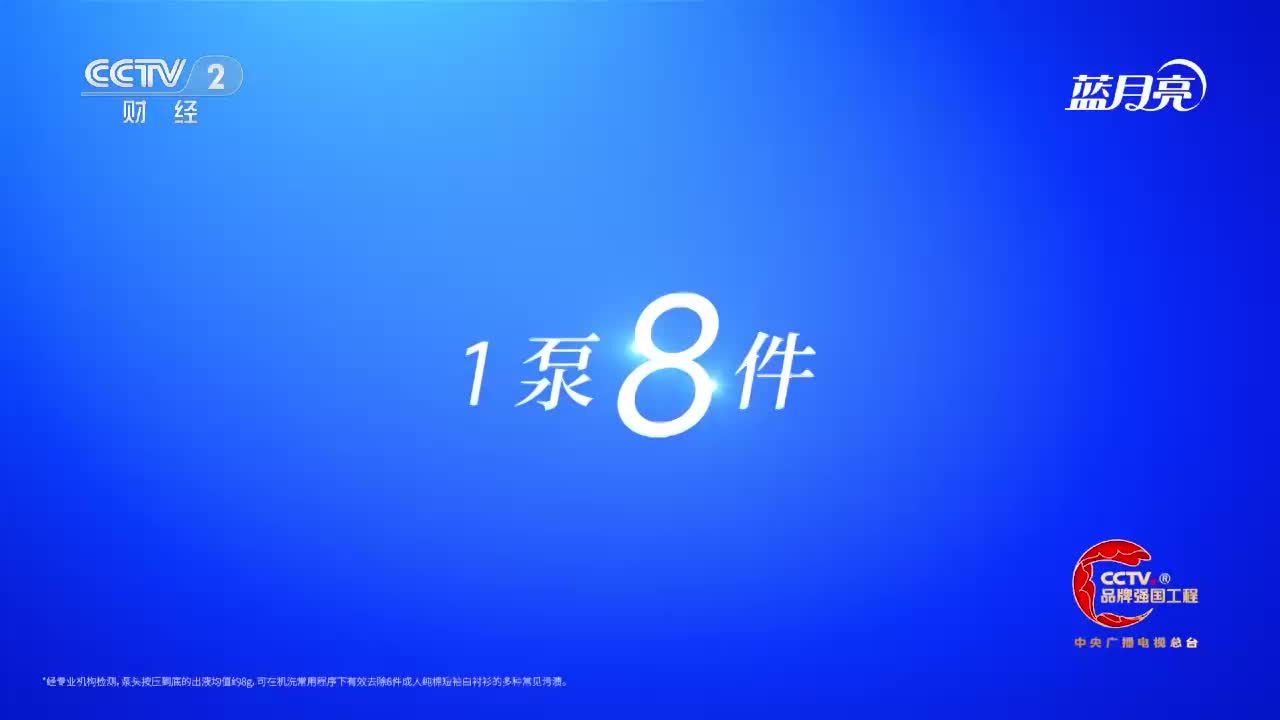 CCTV 2
财 经
蓝月亮
1泵8件
CCTV®
品牌强国工程
中央广播电视总台
*经专业机构检测，泵头按压到底的出液均值约8g，可在机洗常用程序下有效去除8件成人纯棉短袖白衬衫的多种常见污渍。